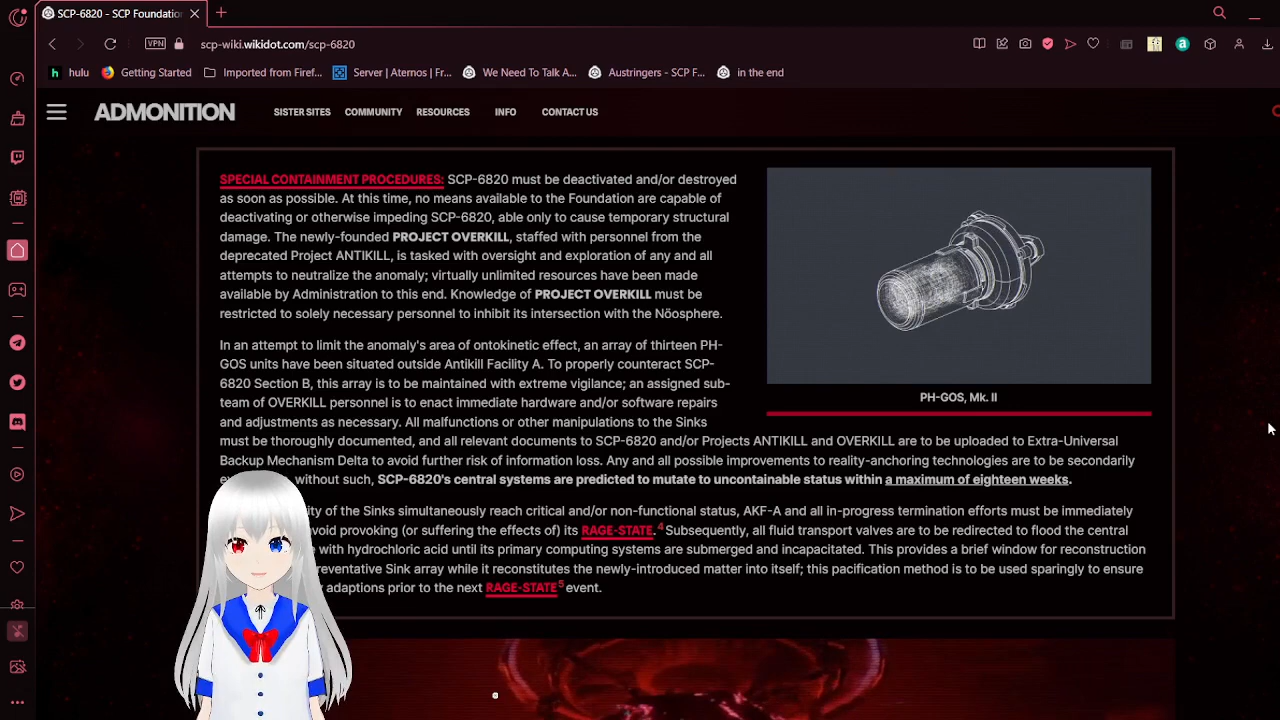 SCP-6820 - SCP Foundatio
VPN
scp-wiki.wikidot.com/scp-6820
hulu
Getting Started
Imported from Firef...
Server | Aternos | Fr...
We Need To Talk A...
Austringers - SCP F...
in the end
ADMONITION
SISTER SITES
COMMUNITY
RESOURCES
INFO
CONTACT US
SPECIAL CONTAINMENT PROCEDURES: SCP-6820 must be deactivated and/or destroyed
as soon as possible. At this time, no means available to the Foundation are capable of
deactivating or otherwise impeding SCP-6820, able only to cause temporary structural
damage. The newly-founded PROJECT OVERKILL, staffed with personnel from the
deprecated Project ANTIKILL, is tasked with oversight and exploration of any and all
attempts to neutralize the anomaly; virtually unlimited resources have been made
available by Administration to this end. Knowledge of PROJECT OVERKILL must be
restricted to solely necessary personnel to inhibit its intersection with the Nöosphere.
PH-GOS, Mk. II
In an attempt to limit the anomaly's area of ontokinetic effect, an array of thirteen PH-
GOS units have been situated outside Antikill Facility A. To properly counteract SCP-
6820 Section B, this array is to be maintained with extreme vigilance; an assigned sub-
team of OVERKILL personnel is to enact immediate hardware and/or software repairs
and adjustments as necessary. All malfunctions or other manipulations to the Sinks
must be thoroughly documented, and all relevant documents to SCP-6820 and/or Projects ANTIKILL and OVERKILL are to be uploaded to Extra-Universal
Backup Mechanism Delta to avoid further risk of information loss. Any and all possible improvements to reality-anchoring technologies are to be secondarily
without such, SCP-6820's central systems are predicted to mutate to uncontainable status within a maximum of eighteen weeks.
ity of the Sinks simultaneously reach critical and/or non-functional status, AKF-A and all in-progress termination efforts must be immediately
void provoking (or suffering the effects of) its RAGE-STATE.4 Subsequently, all fluid transport valves are to be redirected to flood the central
with hydrochloric acid until its primary computing systems are submerged and incapacitated. This provides a brief window for reconstruction
reventative Sink array while it reconstitutes the newly-introduced matter into itself; this pacification method is to be used sparingly to ensure
adaptions prior to the next RAGE-STATE5 event.